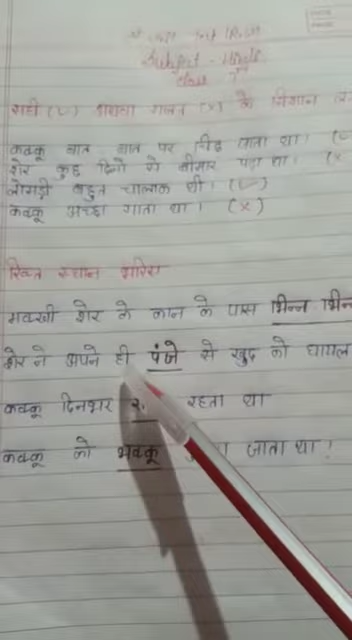 Subject - Hindi
class
सही (✓) अथवा गलत (x) के निशान
कक्कू बात बात पर चिढ़ जाता था। (✓
शेर कुछ दिनों से बीमार पड़ा था। (x
लोमड़ी बहुत चालाक थी। (✓)
कक्कू अच्छा गाता था। (x)
रिक्त स्थान भरिए
मक्खी शेर के कान के पास भिन्न भिन
शेर ने अपने ही पंजे से खुद को घायल
कक्कू दिनभर रहता था
कक्कू को भक्कू जाता था।